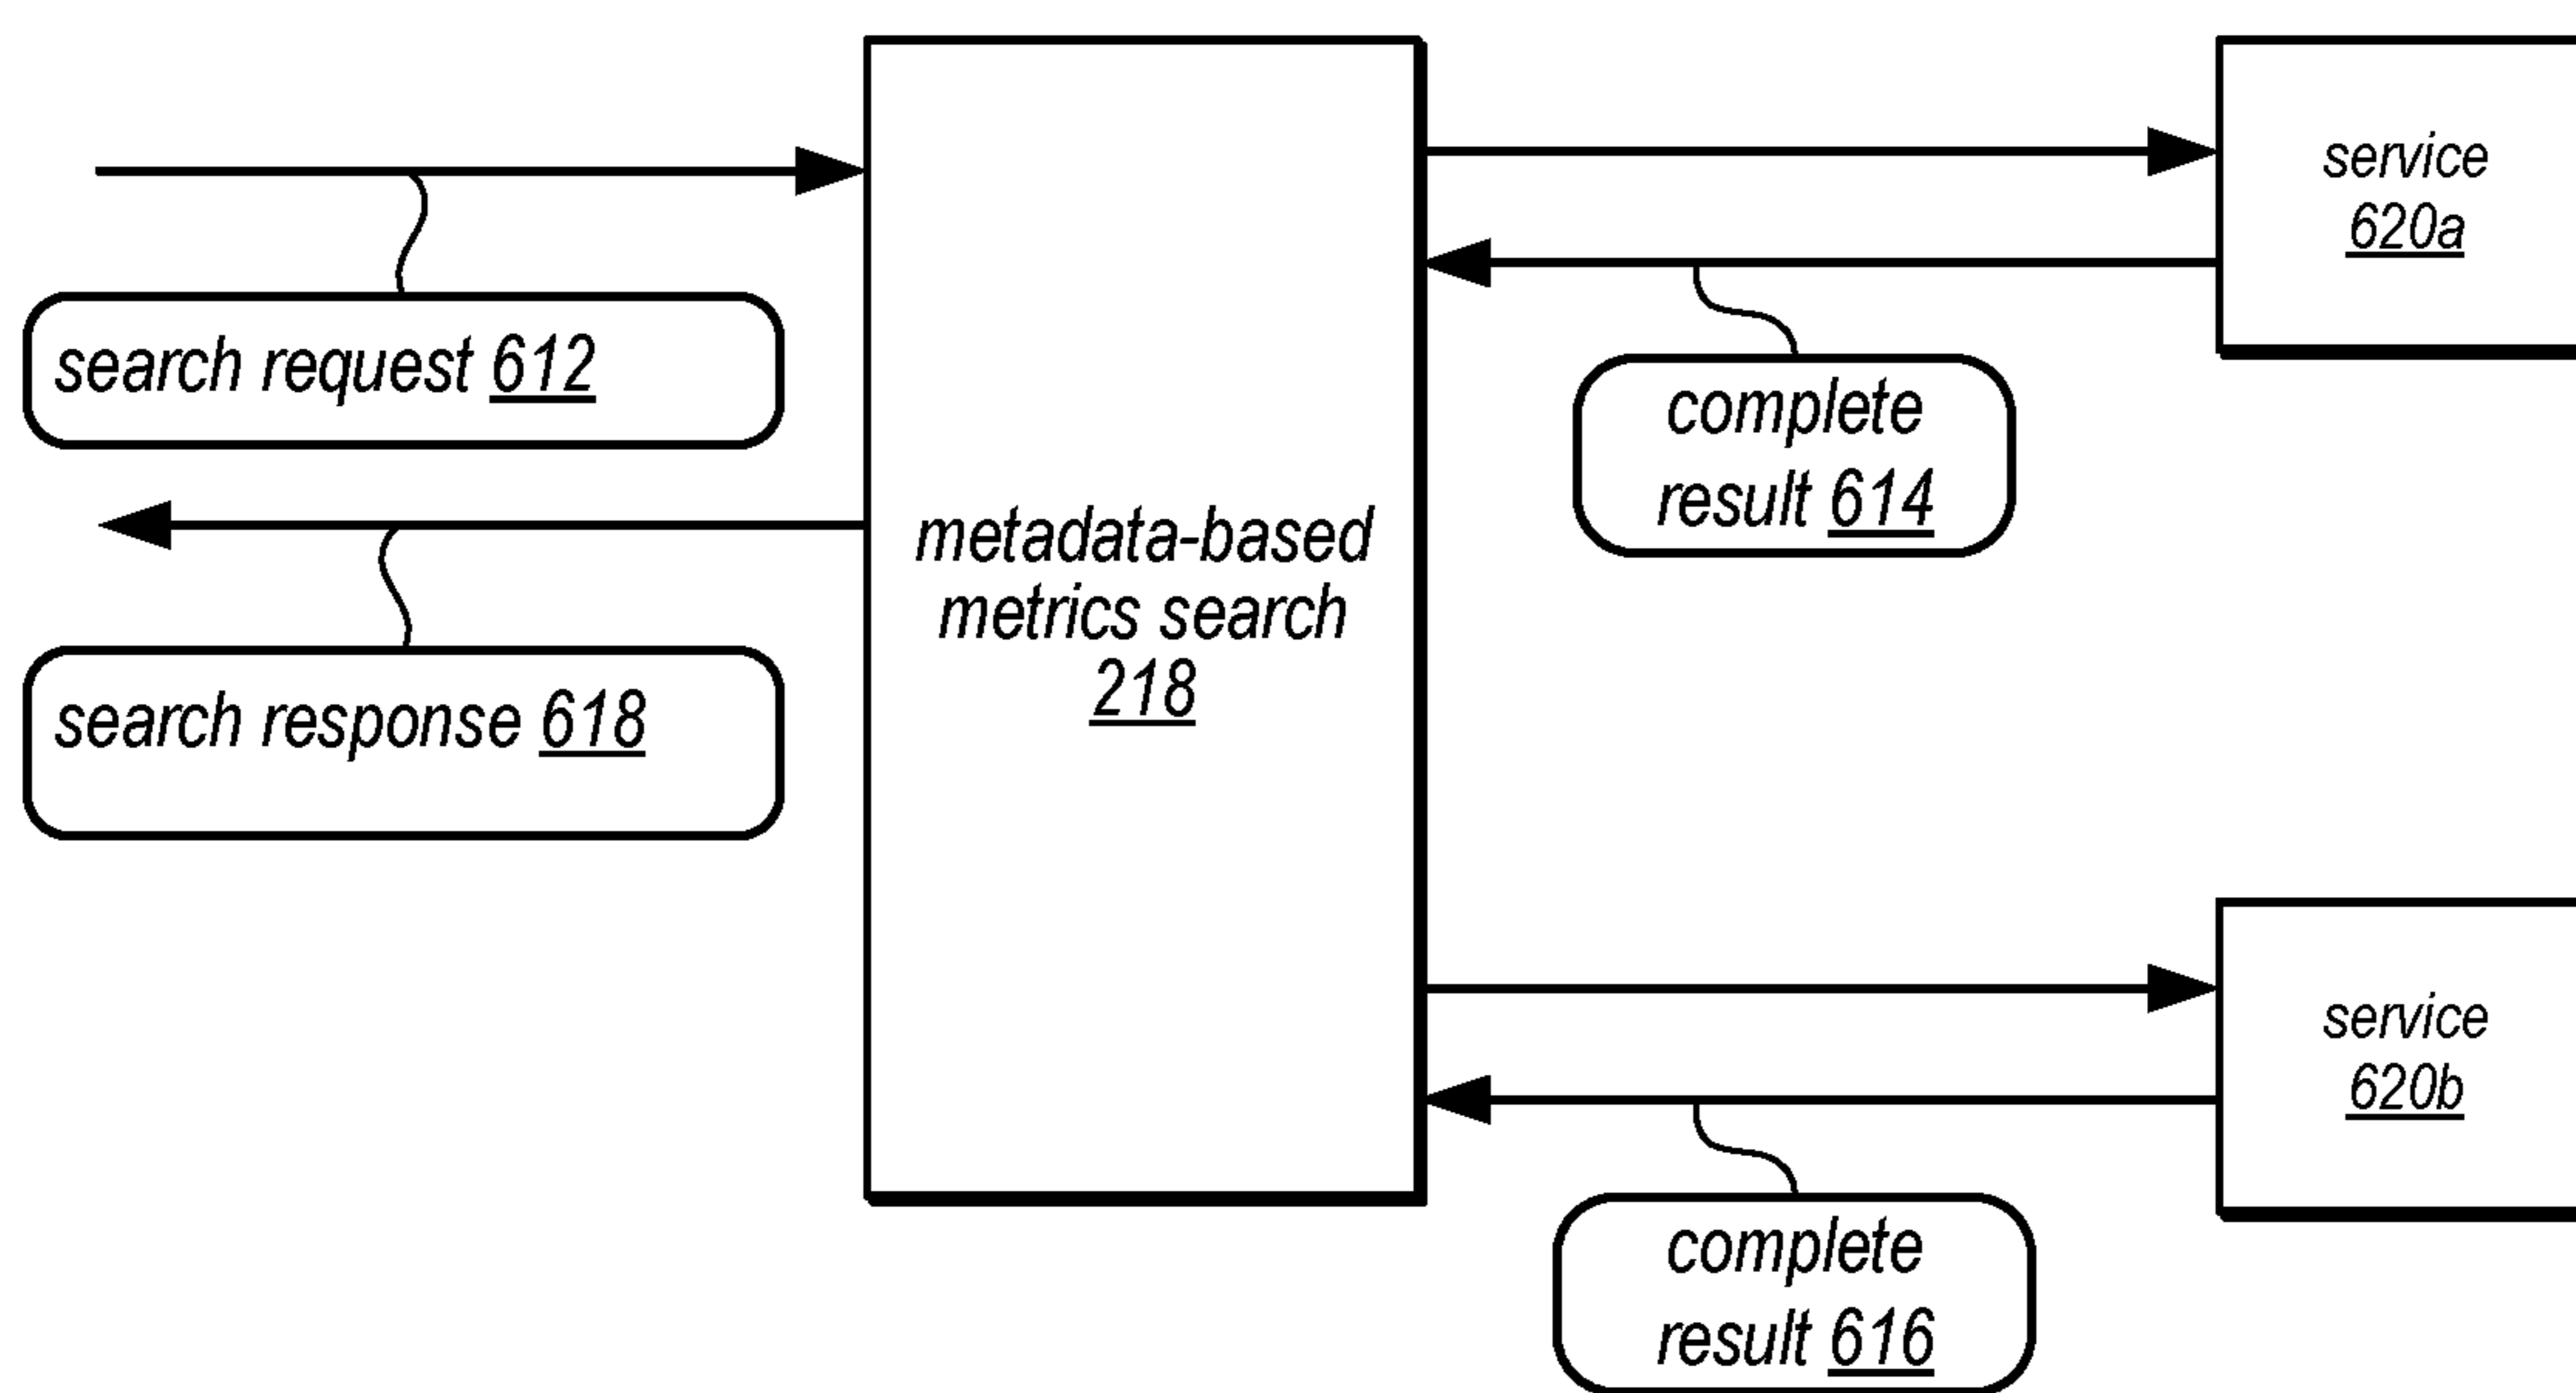 search request 612
search response 618
metadata-based
metrics search
218
service
620a
complete
result 614
service
620b
complete
result 616